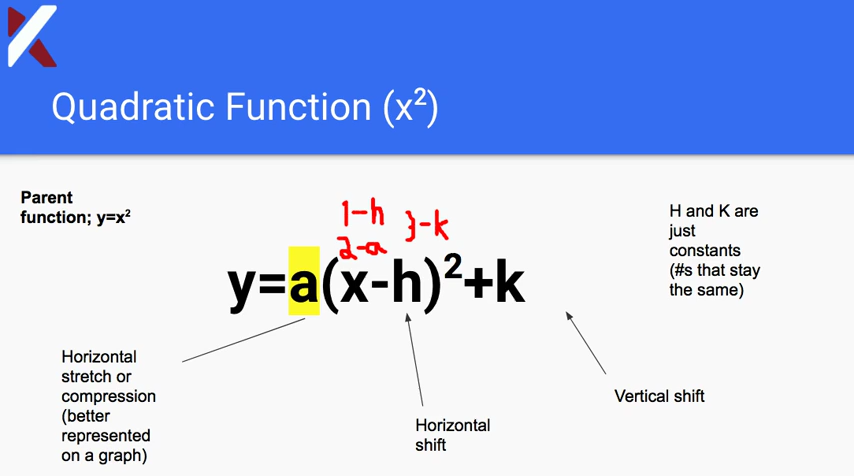 Quadratic Function (x²)
Parent
function; y=x²
1-h
2-a
3-k
y=a(x-h)²+k
H and K are
just
constants
(#s that stay
the same)
Horizontal
stretch or
compression
(better
represented
on a graph)
Horizontal
shift
Vertical shift